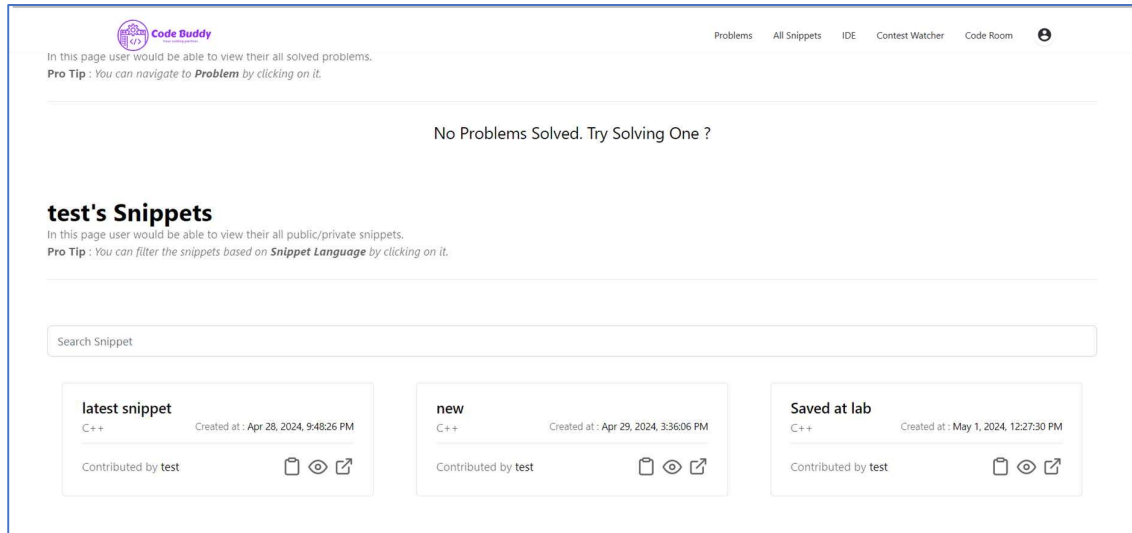 Code Buddy
Problems All Snippets IDE Contest Watcher Code Room
In this page user would be able to view their all solved problems.
Pro Tip : You can navigate to Problem by clicking on it.
No Problems Solved. Try Solving One ?
test's Snippets
In this page user would be able to view their all public/private snippets.
Pro Tip : You can filter the snippets based on Snippet Language by clicking on it.
Search Snippet
latest snippet
C++ Created at : Apr 28, 2024, 9:48:26 PM
Contributed by test
new
C++ Created at : Apr 29, 2024, 3:36:06 PM
Contributed by test
Saved at lab
C++ Created at : May 1, 2024, 12:27:30 PM
Contributed by test